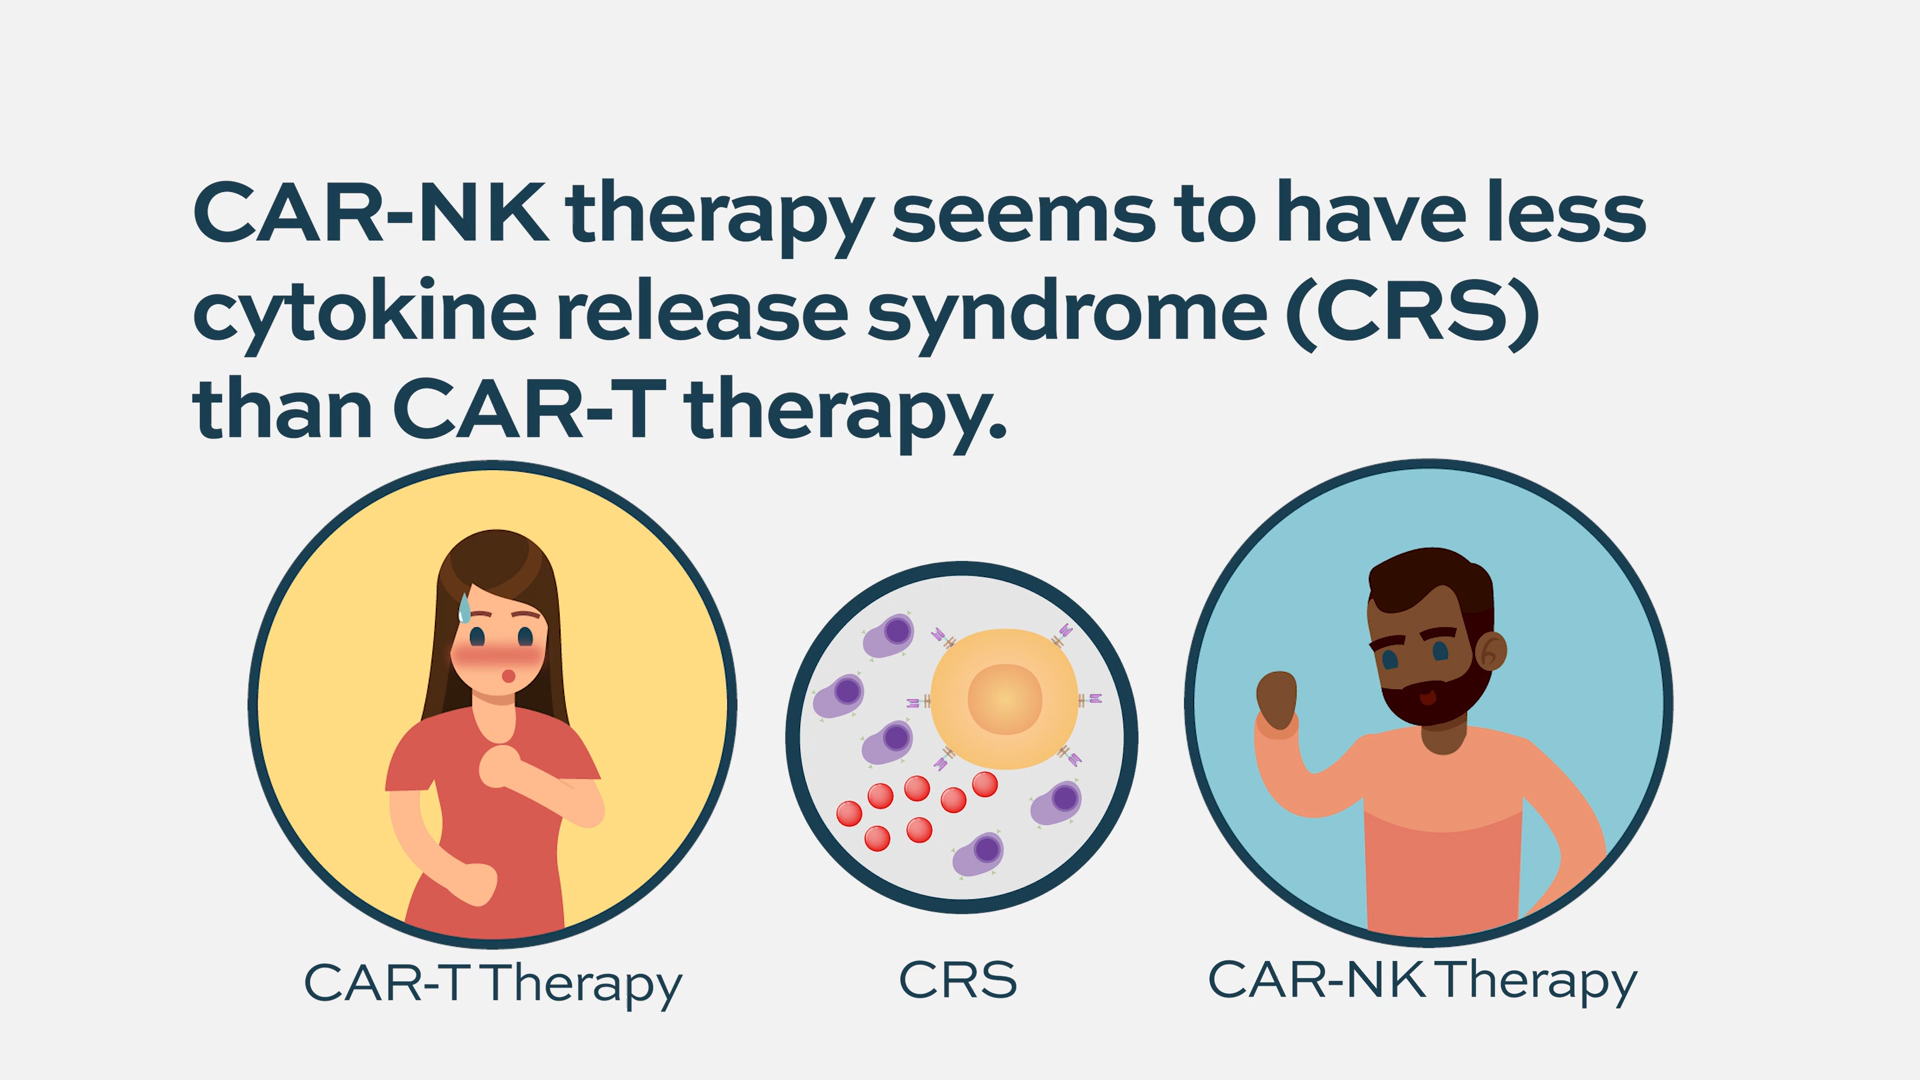 CAR-NK therapy seems to have less
cytokine release syndrome (CRS)
than CAR-T therapy.
CAR-T Therapy
CRS
CAR-NK Therapy